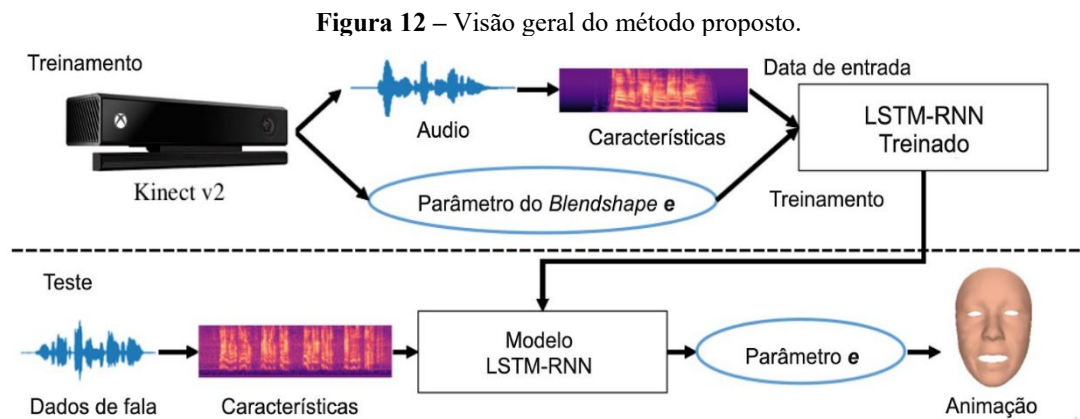 Figura 12 – Visão geral do método proposto.
Treinamento
Audio
Características
Data de entrada
LSTM-RNN
Treinado
Kinect v2
Parâmetro do Blendshape e
Treinamento
Teste
Dados de fala
Características
Modelo
LSTM-RNN
Parâmetro e
Animação